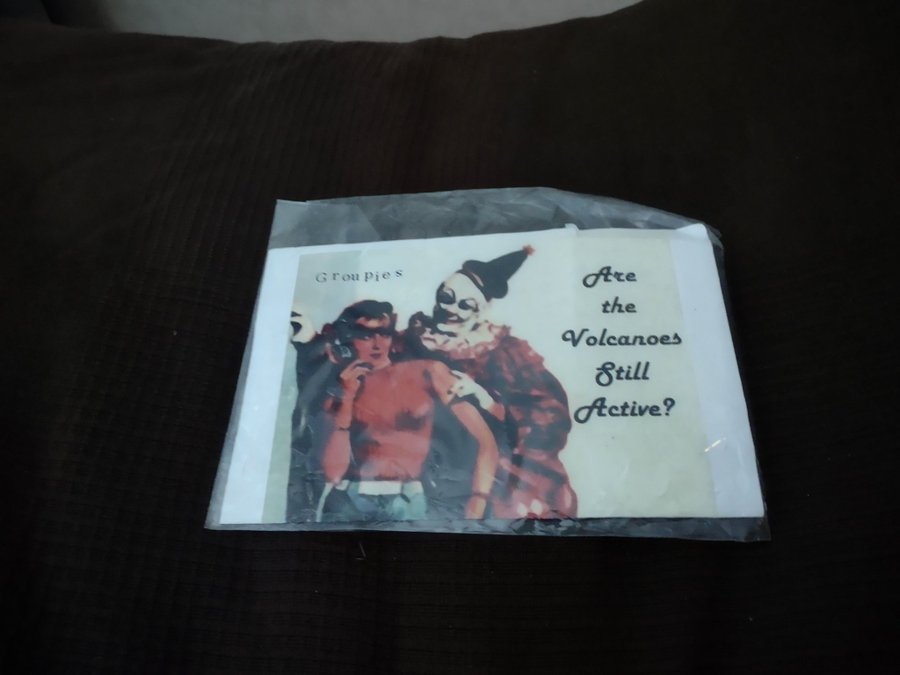 Groupies
Are
the
Volcanoes
Still
Active?